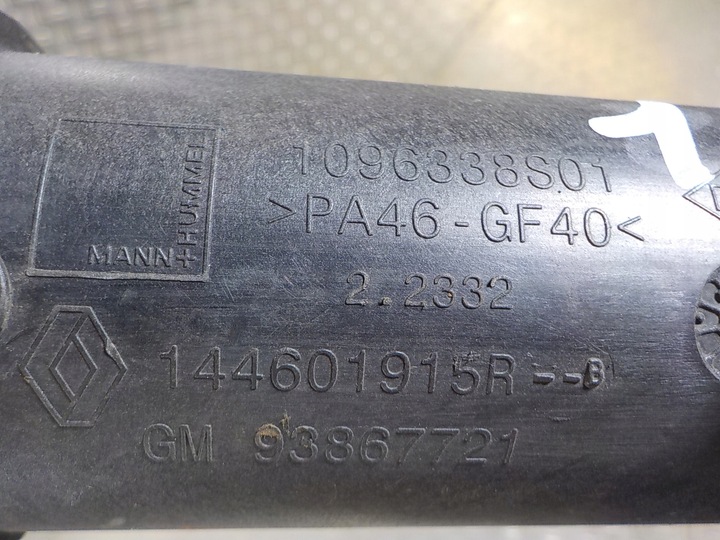 MANN+HUMMEL
1096338S01
>PA46-GF40<
2.2332
144601915R--B
GM 93867721